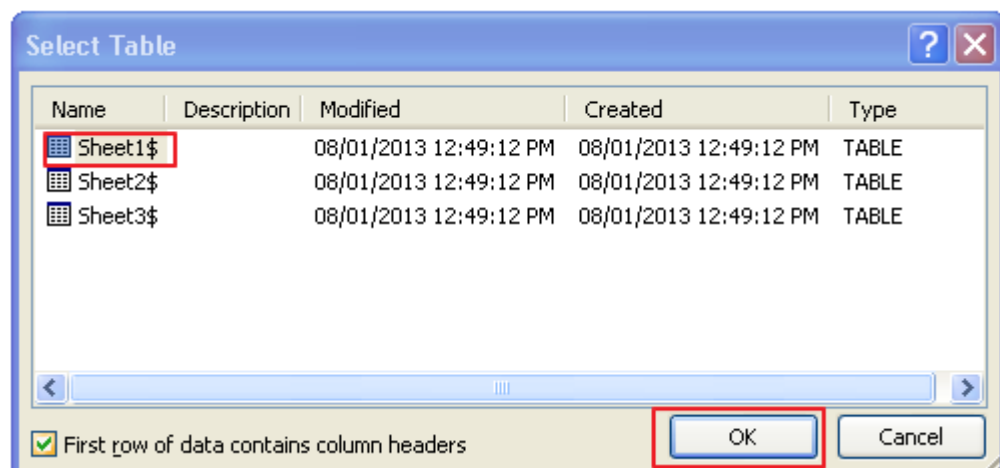 Select Table
Name Description Modified Created Type
Sheet1$ 08/01/2013 12:49:12 PM 08/01/2013 12:49:12 PM TABLE
Sheet2$ 08/01/2013 12:49:12 PM 08/01/2013 12:49:12 PM TABLE
Sheet3$ 08/01/2013 12:49:12 PM 08/01/2013 12:49:12 PM TABLE
First row of data contains column headers OK Cancel